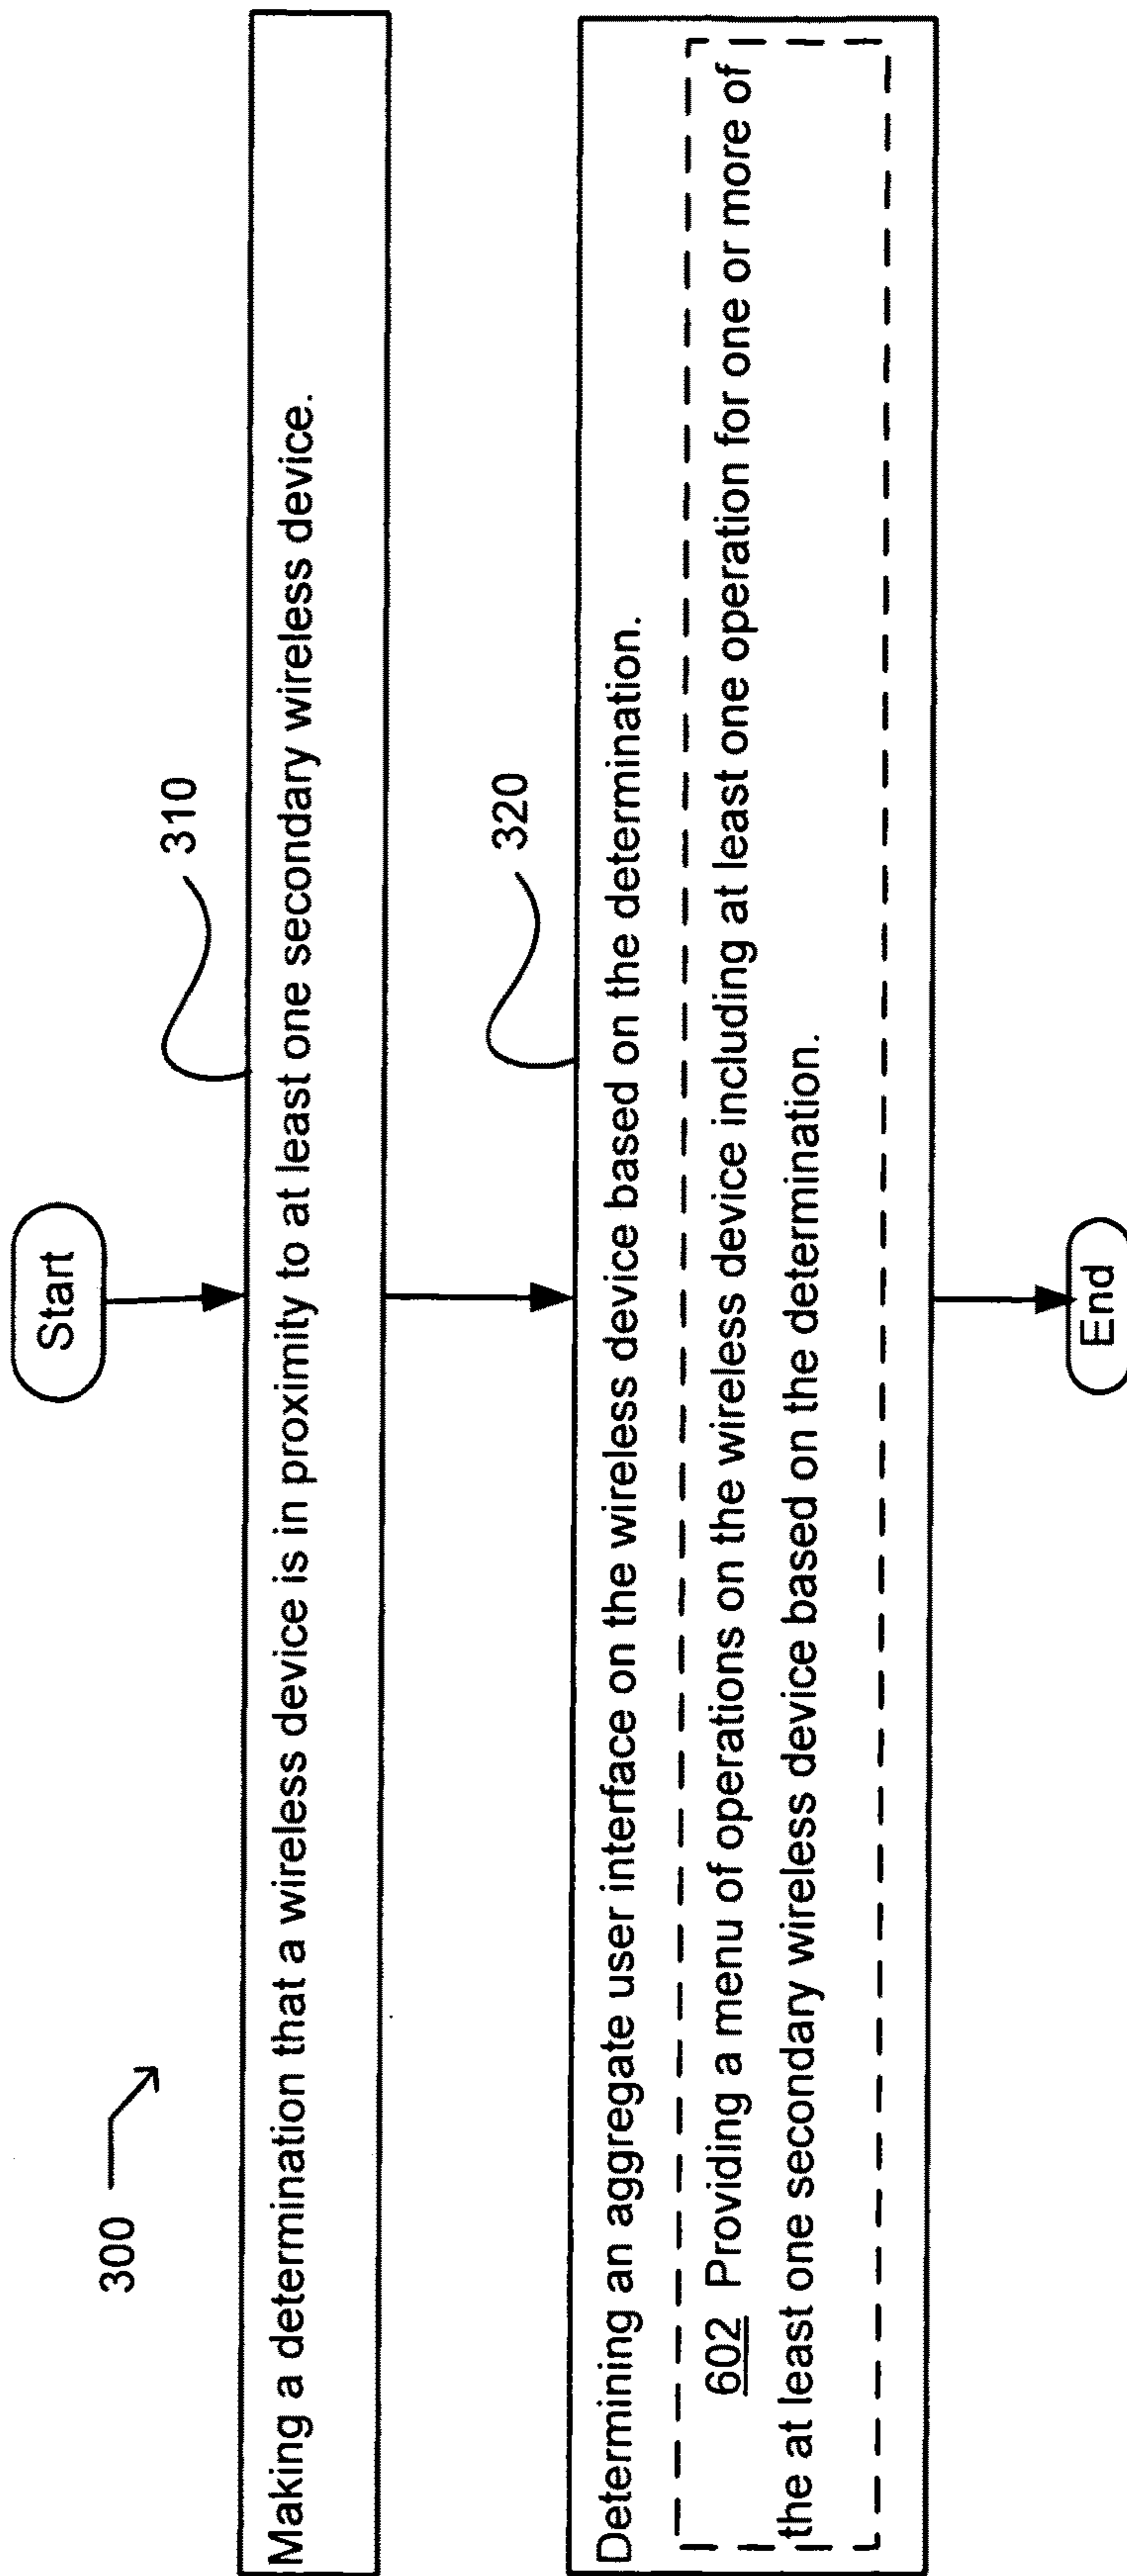 300
Start
310
Making a determination that a wireless device is in proximity to at least one secondary wireless device.
320
Determining an aggregate user interface on the wireless device based on the determination.
602 Providing a menu of operations on the wireless device including at least one operation for one or more of
the at least one secondary wireless device based on the determination.
End